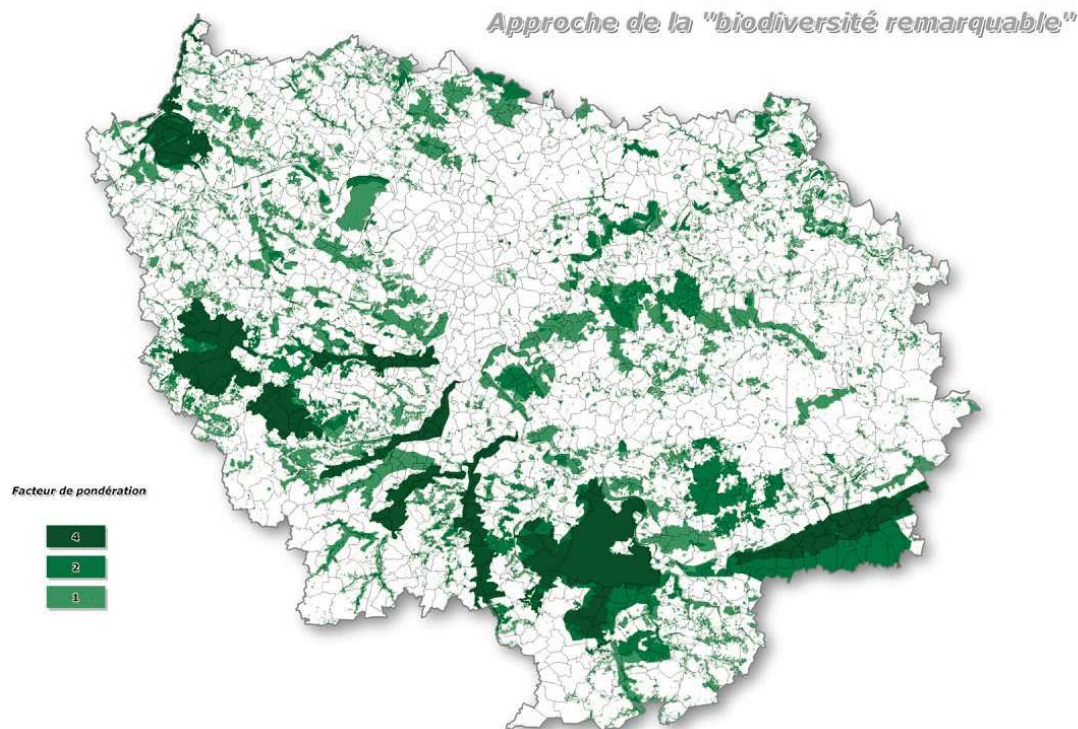 Approche de la "biodiversité remarquable"
Facteur de pondération
4
2
1